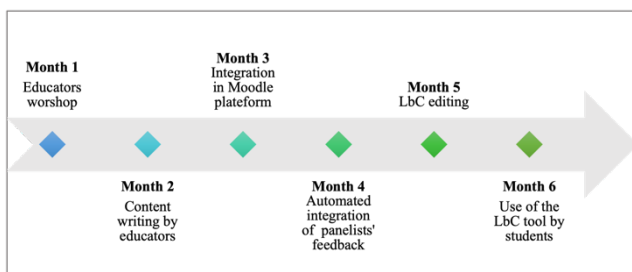 Month 1
Educators
worshop
Month 2
Content
writing by
educators
Month 3
Integration
in Moodle
plateform
Month 4
Automated
integration
of panelists'
feedback
Month 5
LbC editing
Month 6
Use of the
LbC tool by
students